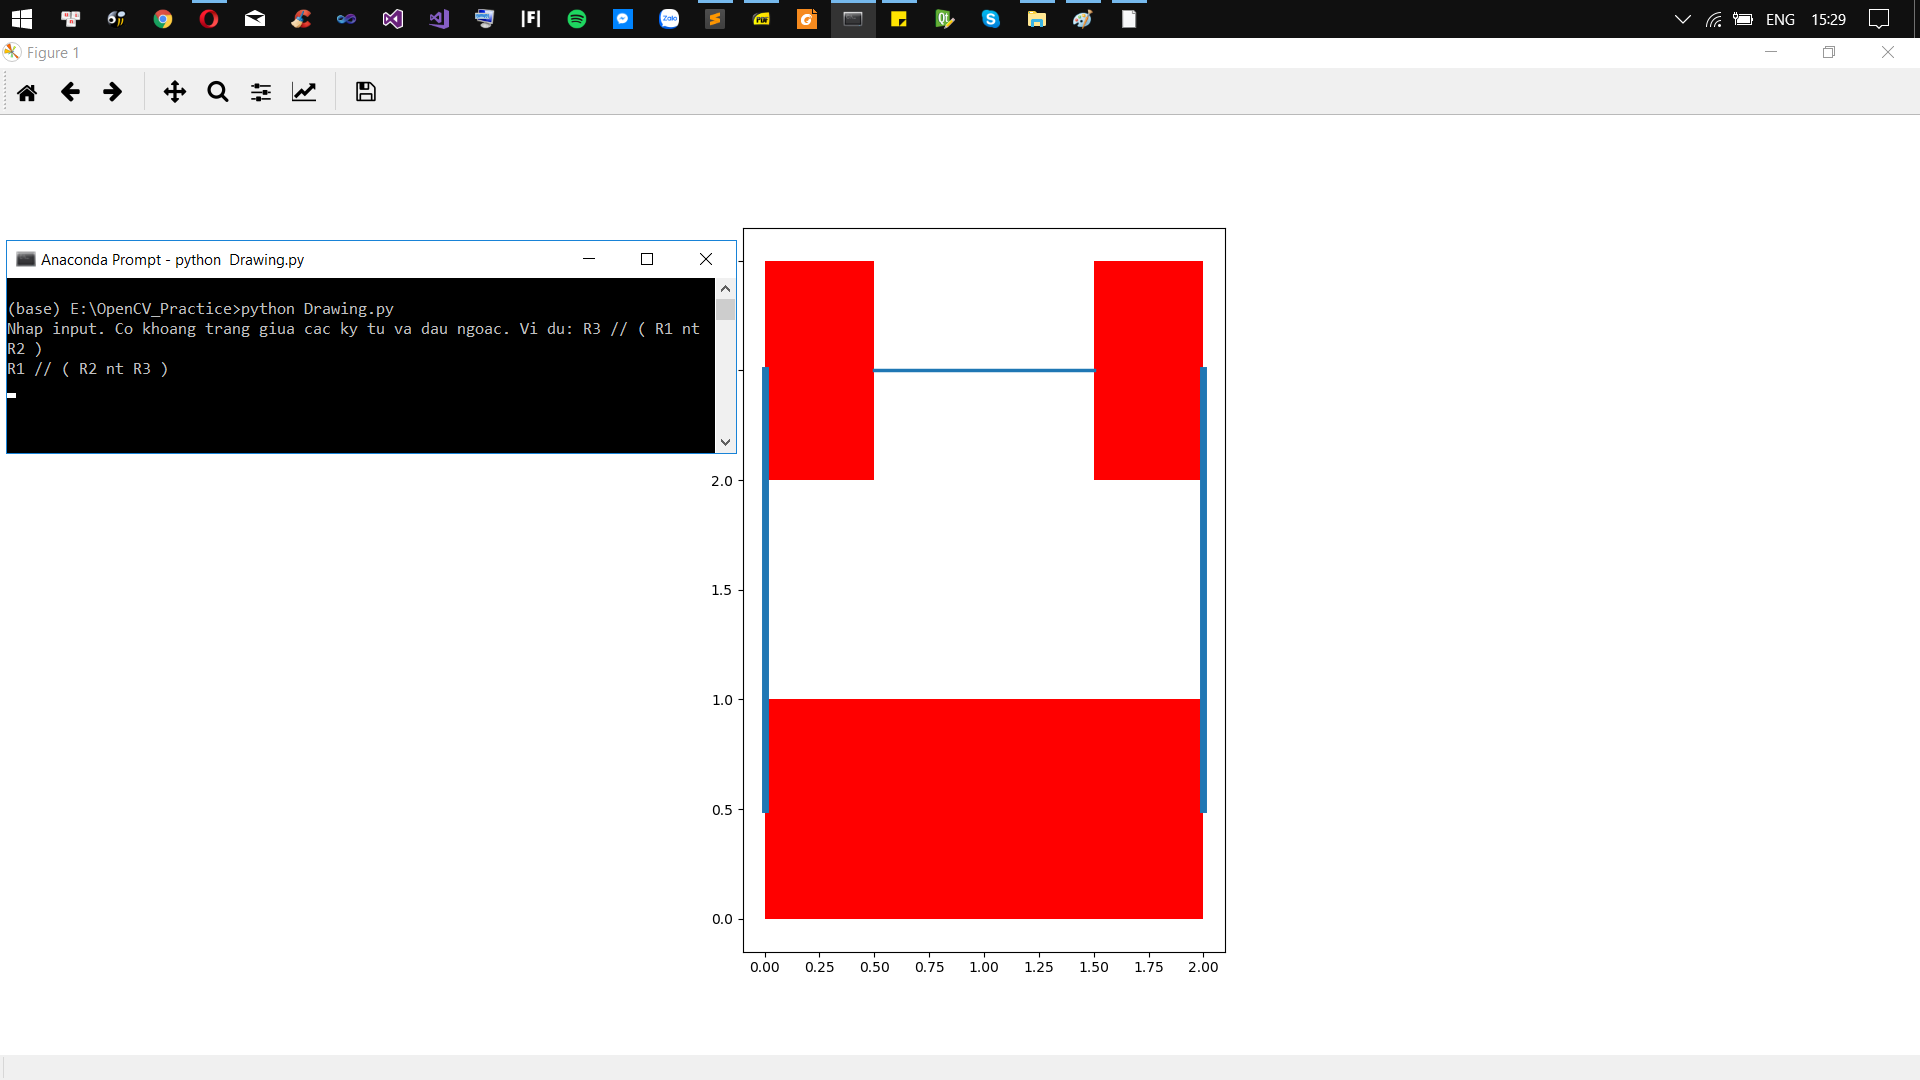 ENG 15:29
Figure 1
Anaconda Prompt - python  Drawing.py
(base) E:\OpenCV_Practice>python Drawing.py
Nhap input. Co khoang trang giua cac ky tu va dau ngoac. Vi du: R3 // ( R1 nt
R2 )
R1 // ( R2 nt R3 )
2.0
1.5
1.0
0.5
0.0
0.00 0.25 0.50 0.75 1.00 1.25 1.50 1.75 2.00
|F|
Zalo
PDF
Qt